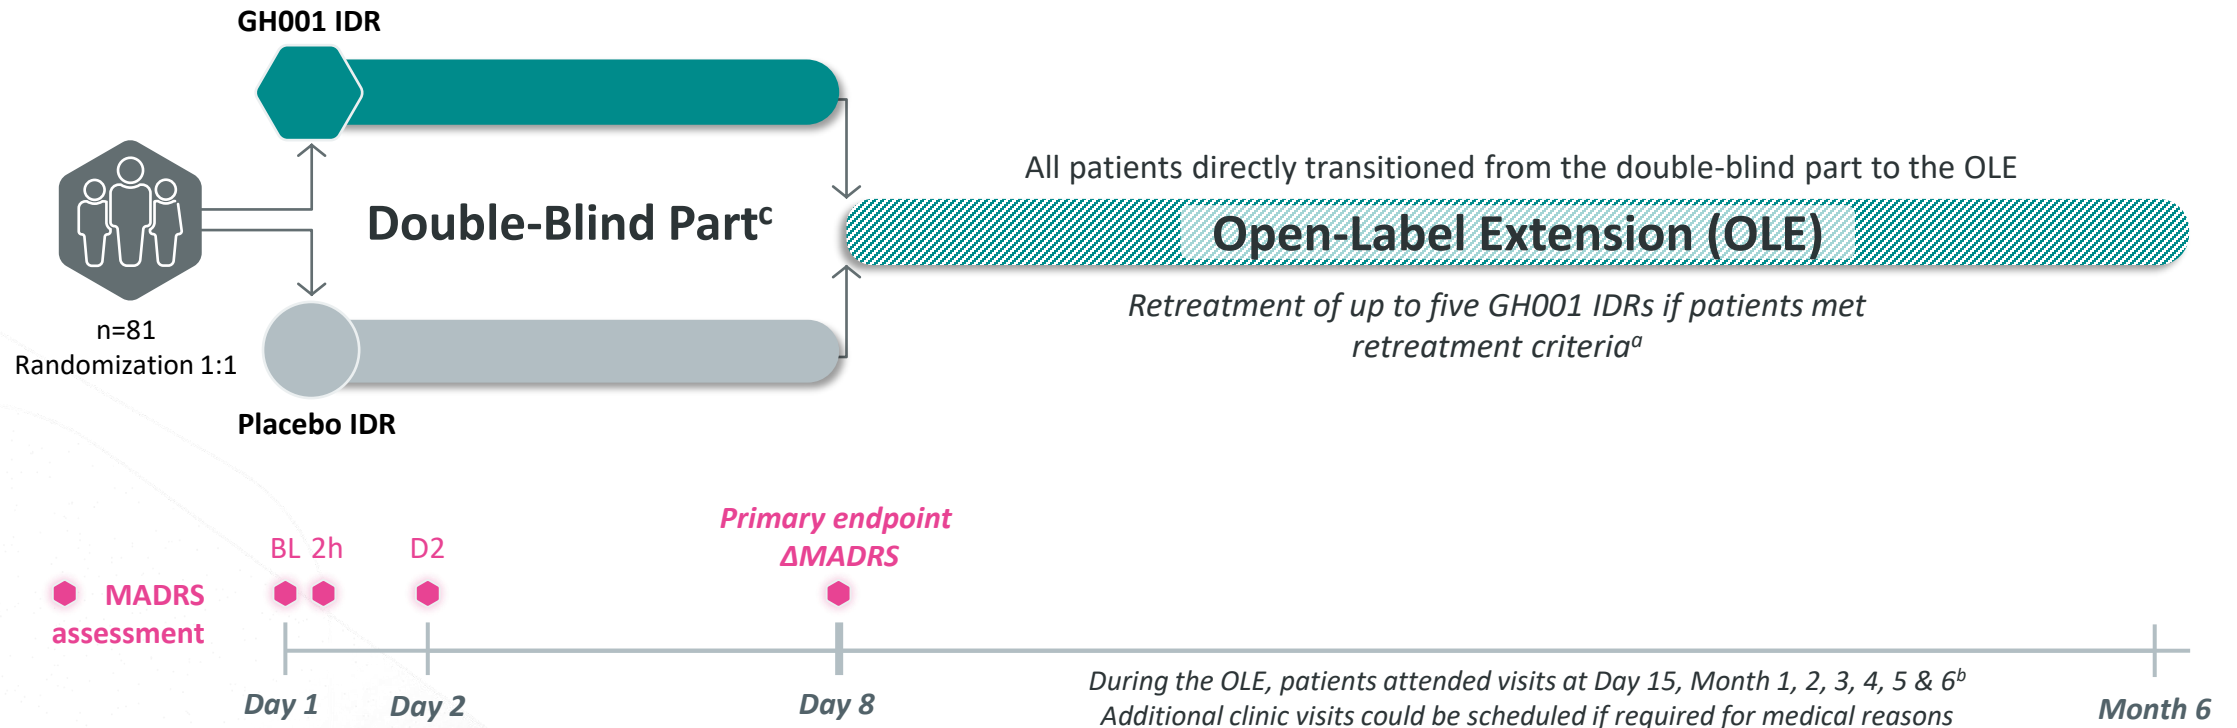 GH001 IDR
n=81
Randomization 1:1
Double-Blind Partᶜ
Placebo IDR
All patients directly transitioned from the double-blind part to the OLE
Open-Label Extension (OLE)
Retreatment of up to five GH001 IDRs if patients met
retreatment criteriaᵃ
MADRS
assessment
BL 2h D2
Primary endpoint
ΔMADRS
Day 1 Day 2 Day 8
During the OLE, patients attended visits at Day 15, Month 1, 2, 3, 4, 5 & 6ᵇ
Additional clinic visits could be scheduled if required for medical reasons
Month 6